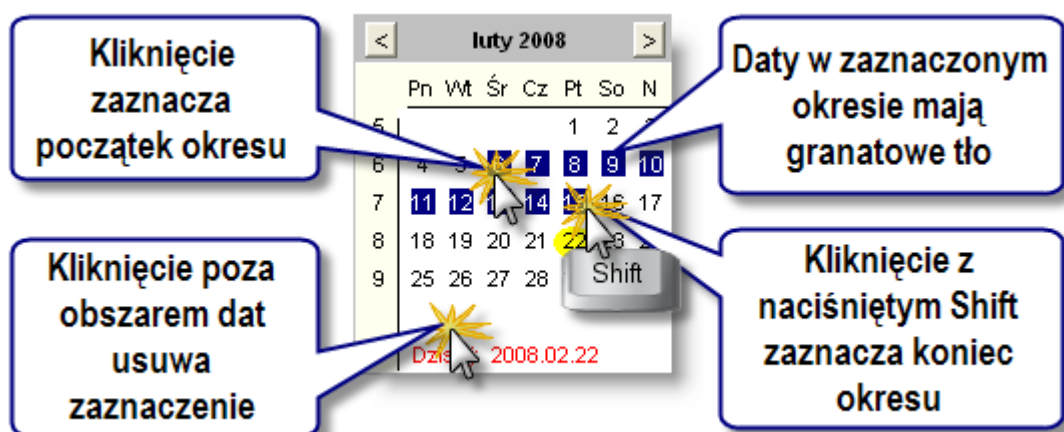 Kliknięcie
zaznacza
początek okresu
< luty 2008 >
Pn Wt Śr Cz Pt So N
5 1 2
6 6 7 8 9 10
7 11 12 14 17
8 18 19 20 21 22
9 25 26 27 28
Shift
2008.02.22
Daty w zaznaczonym
okresie mają
granatowe tło
Kliknięcie poza
obszarem dat
usuwa
zaznaczenie
Kliknięcie z
naciśniętym Shift
zaznacza koniec
okresu